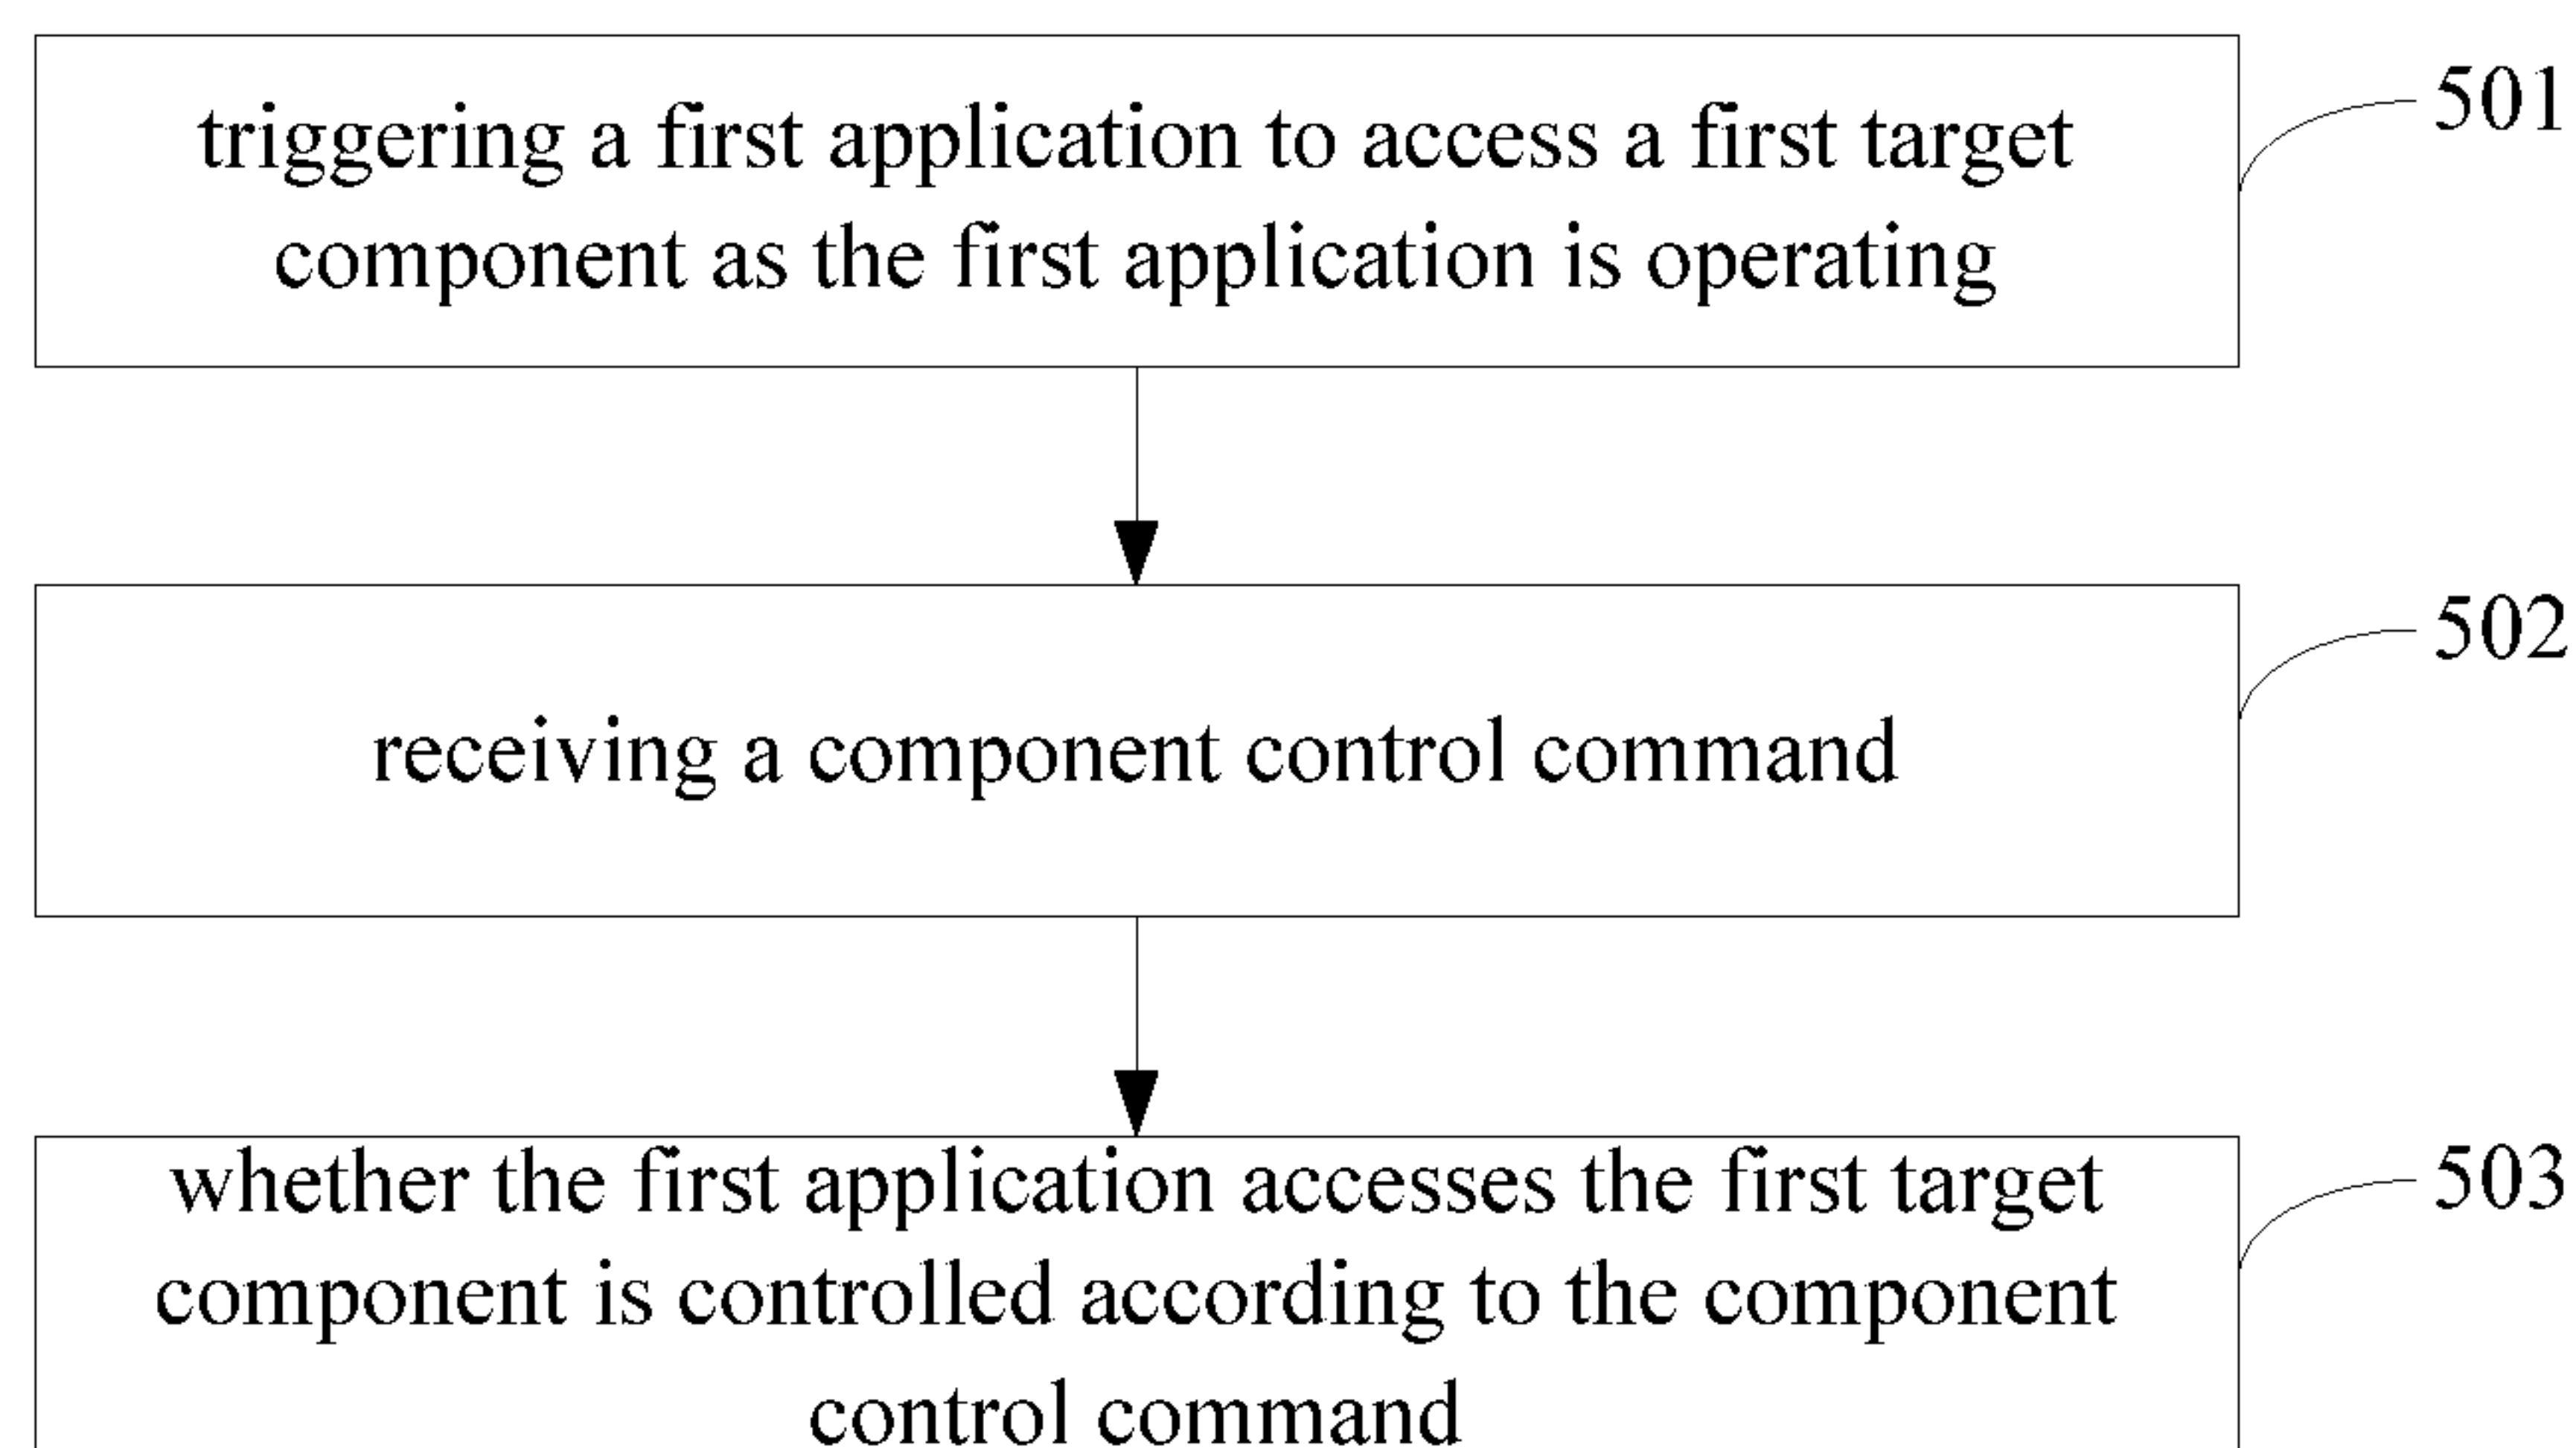 triggering a first application to access a first target
component as the first application is operating
501
receiving a component control command
502
whether the first application accesses the first target
component is controlled according to the component
control command
503